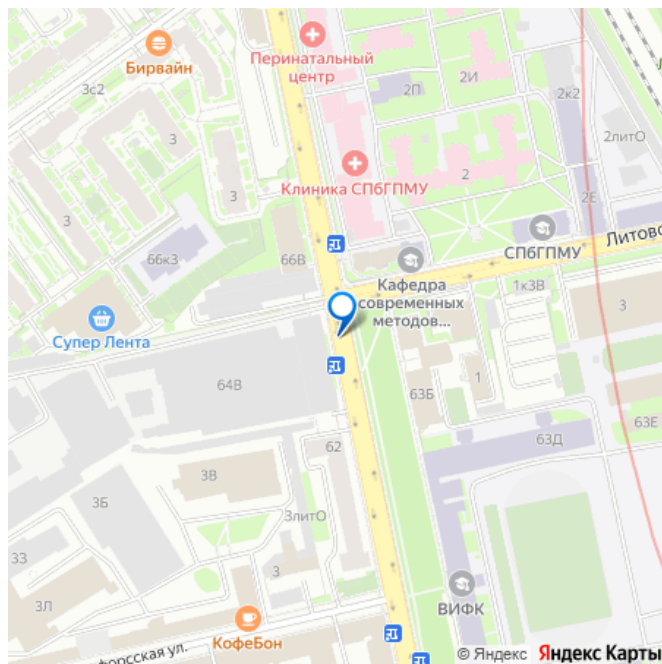 Перинатальный
центр
Бирвайн
3с2
2П
2И
2к2
2литО
3
3
3
2
2Е
Клиника СПбГПМУ
СПбГПМУ
Литовс
66к3
66В
Кафедра
современных
методов...
1к3В
3
Супер Лента
64В
63Б
1
63Д
63Е
62
3В
3Б
3литО
33
3
3Л
ВИФК
КофеБон
форсская ул.
© Яндекс Яндекс Карты